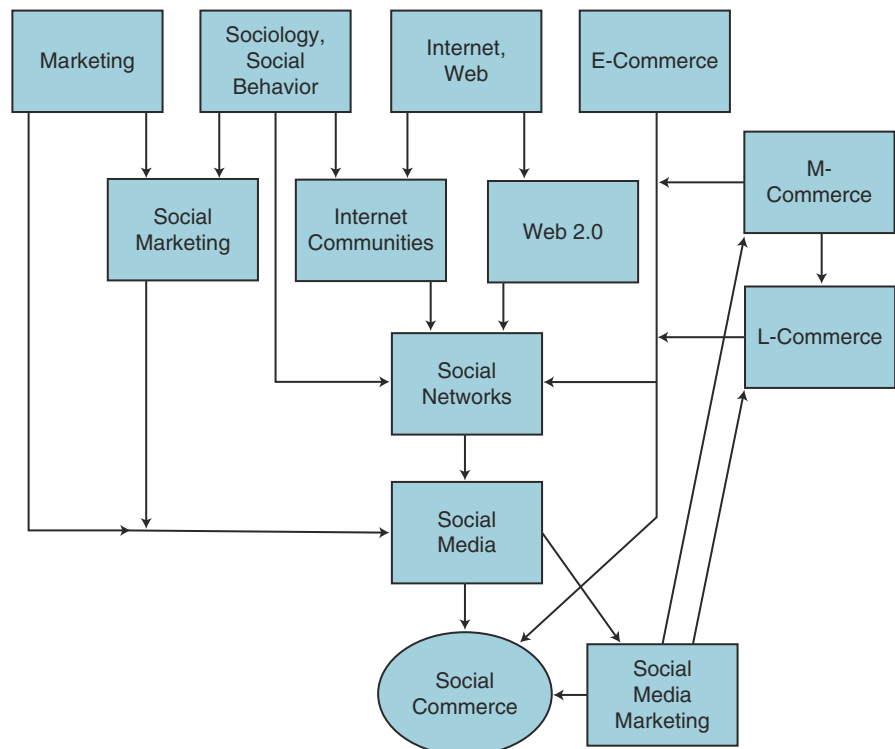 Marketing
Sociology,
Social
Behavior
Internet,
Web
E-Commerce
M-
Commerce
Social
Marketing
Internet
Communities
Web 2.0
L-Commerce
Social
Networks
Social
Media
Social
Commerce
Social
Media
Marketing